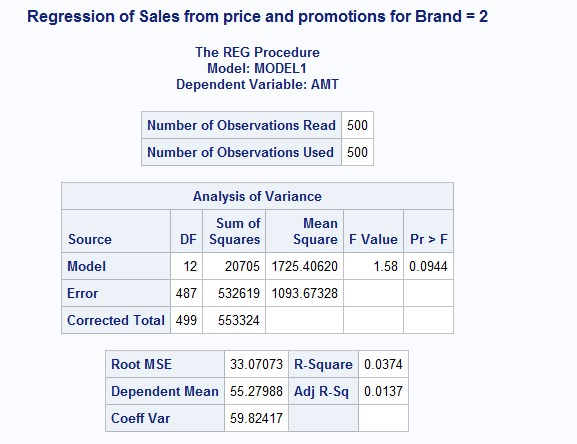 Regression of Sales from price and promotions for Brand = 2
The REG Procedure
Model: MODEL1
Dependent Variable: AMT
Number of Observations Read 500
Number of Observations Used 500
Analysis of Variance
Source DF Sum of Squares Mean Square F Value Pr > F
Model 12 20705 1725.40620 1.58 0.0944
Error 487 532619 1093.67328
Corrected Total 499 553324
Root MSE 33.07073 R-Square 0.0374
Dependent Mean 55.27988 Adj R-Sq 0.0137
Coeff Var 59.82417